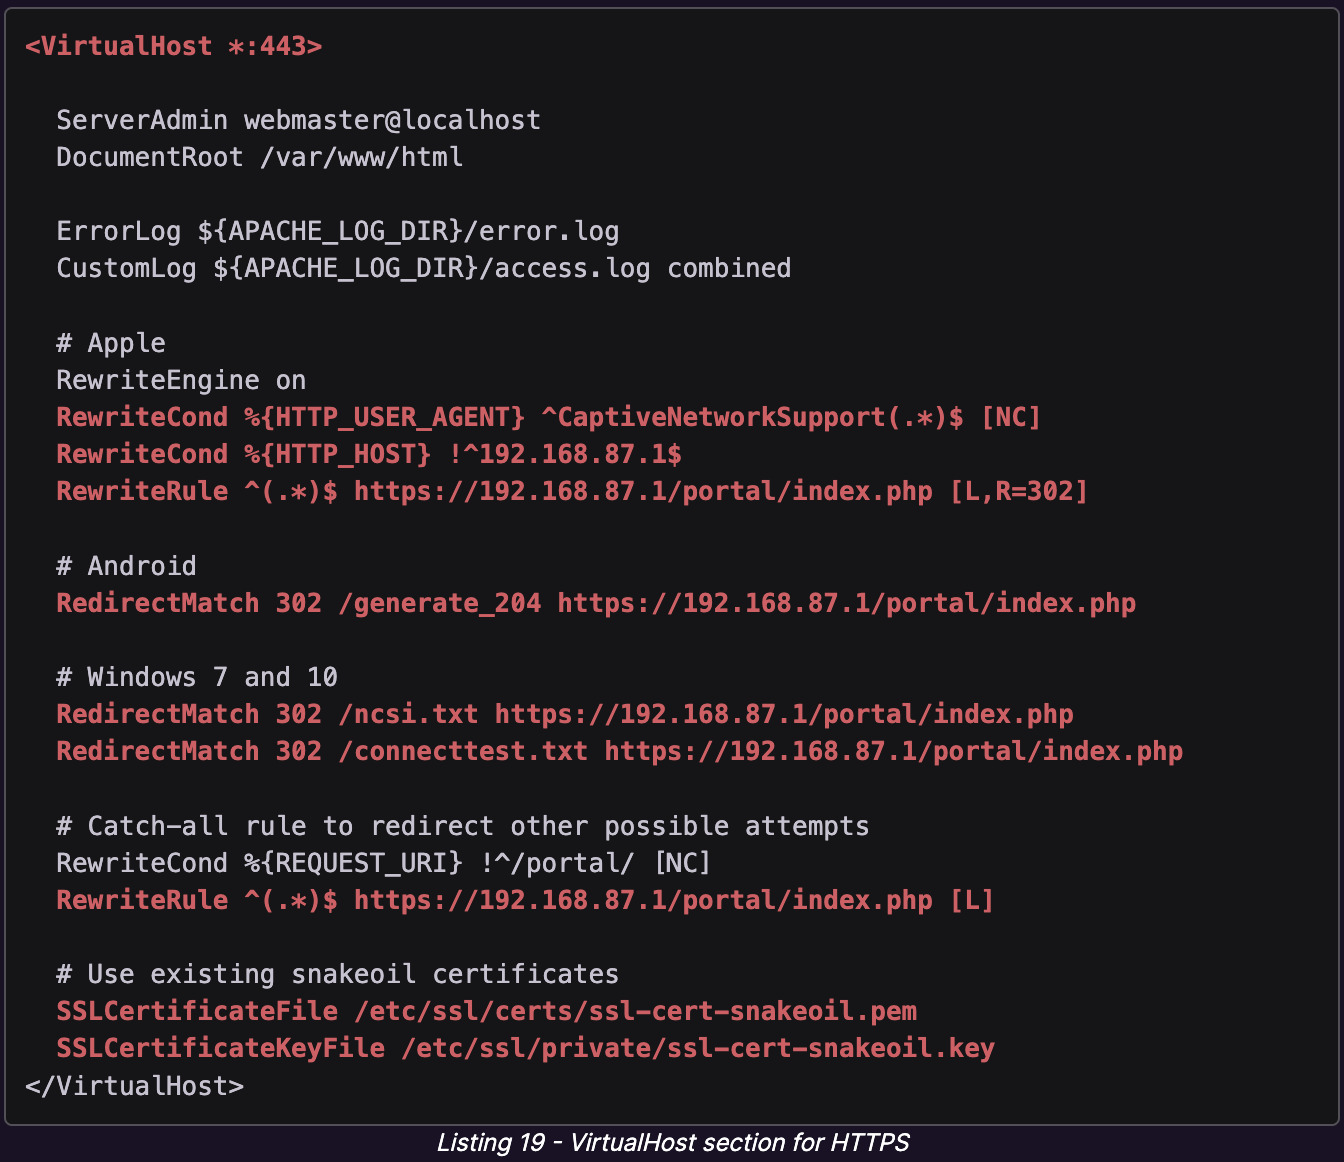 <VirtualHost *:443>
ServerAdmin webmaster@localhost
DocumentRoot /var/www/html
ErrorLog ${APACHE_LOG_DIR}/error.log
CustomLog ${APACHE_LOG_DIR}/access.log combined
# Apple
RewriteEngine on
RewriteCond %{HTTP_USER_AGENT} ^CaptiveNetworkSupport(.*)$ [NC]
RewriteCond %{HTTP_HOST} !^192.168.87.1$
RewriteRule ^(.*)$ https://192.168.87.1/portal/index.php [L,R=302]
# Android
RedirectMatch 302 /generate_204 https://192.168.87.1/portal/index.php
# Windows 7 and 10
RedirectMatch 302 /ncsi.txt https://192.168.87.1/portal/index.php
RedirectMatch 302 /connecttest.txt https://192.168.87.1/portal/index.php
# Catch-all rule to redirect other possible attempts
RewriteCond %{REQUEST_URI} !^/portal/ [NC]
RewriteRule ^(.*)$ https://192.168.87.1/portal/index.php [L]
# Use existing snakeoil certificates
SSLCertificateFile /etc/ssl/certs/ssl-cert-snakeoil.pem
SSLCertificateKeyFile /etc/ssl/private/ssl-cert-snakeoil.key
</VirtualHost>
Listing 19 - VirtualHost section for HTTPS